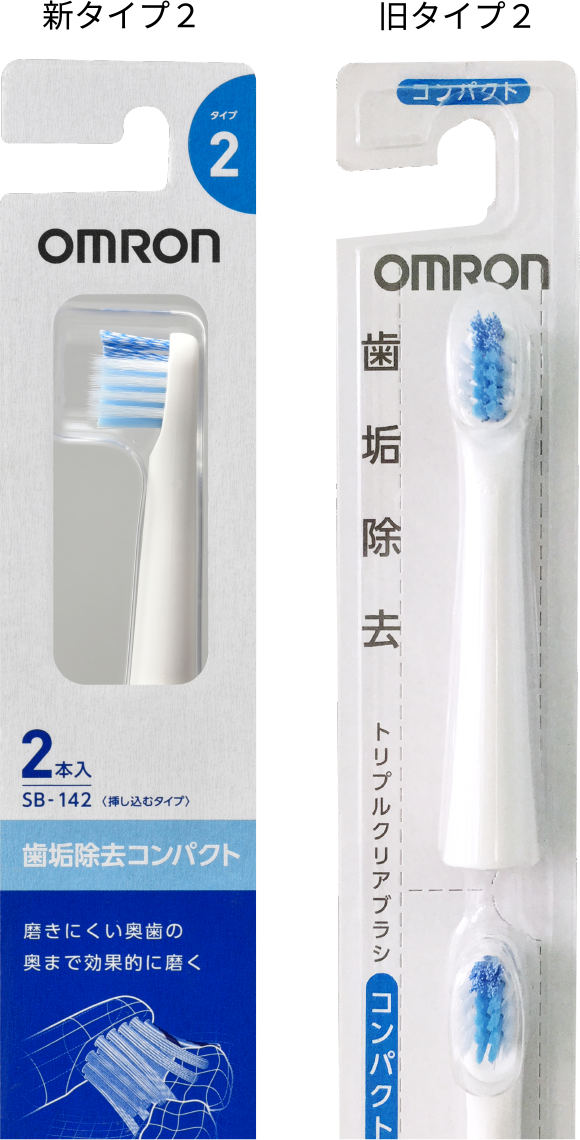 新タイプ２
タイプ
2
OMRON
2本入
SB-142〈挿し込むタイプ〉
歯垢除去コンパクト
磨きにくい奥歯の
奥まで効果的に磨く
旧タイプ２
コンパクト
OMRON
歯垢除去
トリプルクリアブラシ
コンパクト